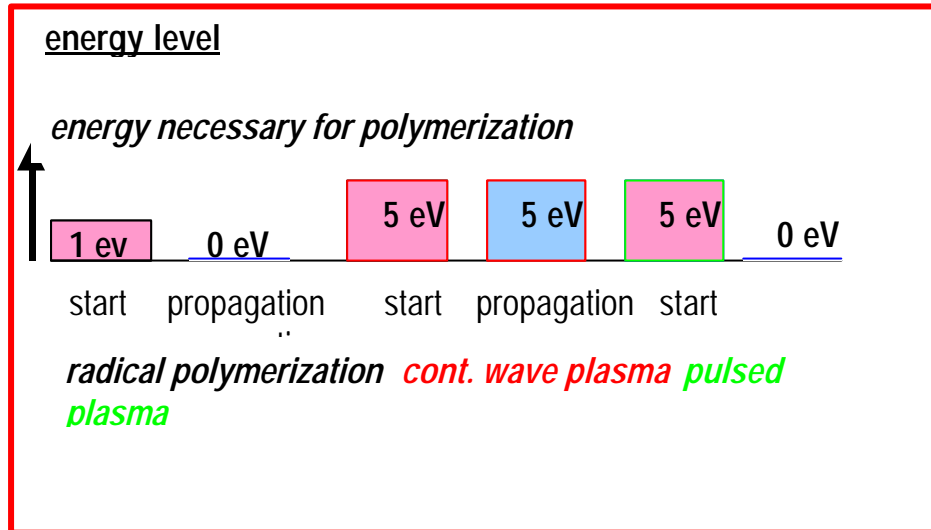 energy level
energy necessary for polymerization
5 eV 5 eV 5 eV 0 eV
1 ev 0 eV
start propagation start propagation start
radical polymerization cont. wave plasma pulsed
plasma